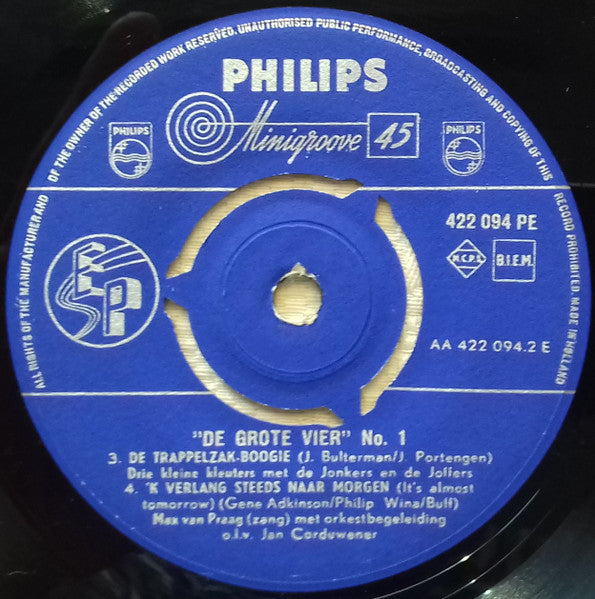 ALL RIGHTS OF THE MANUFACTURER AND OF THE OWNER OF THE RECORDED WORK RESERVED. UNAUTHORISED PUBLIC PERFORMANCE, BROADCASTING AND COPYING OF THIS RECORD PROHIBITED. MADE IN HOLLAND
PHILIPS
Minigroove 45
PHILIPS
PHILIPS
422 094 PE
M.C.P.S. B.I.E.M.
EP
AA 422 094.2 E
"DE GROTE VIER" No. 1
3. DE TRAPPELZAK-BOOGIE (J. Bulterman/J. Portengen)
Drie kleine kleuters met de Jonkers en de Joffers
4. 'K VERLANG STEEDS NAAR MORGEN (It's almost
tomorrow) (Gene Adkinson/Philip Wina/Buff)
Max van Praag (zang) met orkestbegeleiding
o.l.v. Jan Corduwener